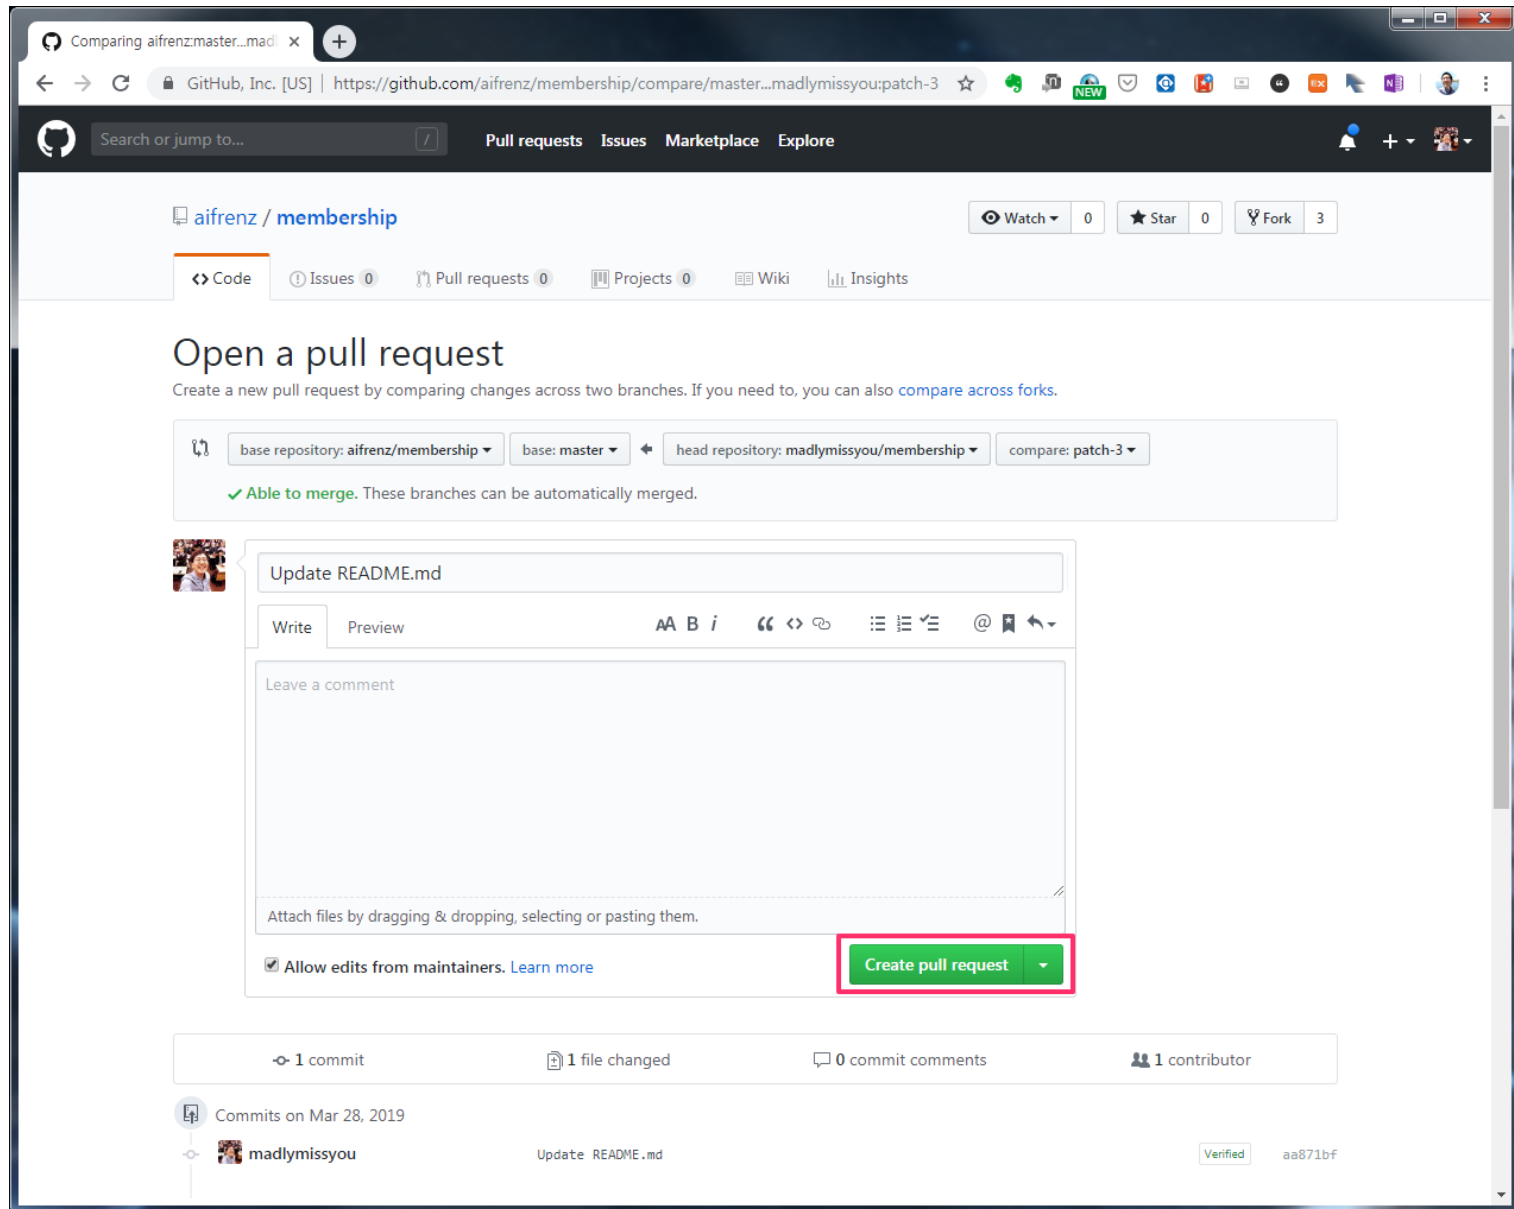 Comparing aifrenz:master...mad
GitHub, Inc. [US] | https://github.com/aifrenz/membership/compare/master...madlymissyou:patch-3
NEW
EX
N
Search or jump to... /
Pull requests Issues Marketplace Explore
aifrenz / membership
Watch 0 Star 0 Fork 3
Code Issues 0 Pull requests 0 Projects 0 Wiki Insights
Open a pull request
Create a new pull request by comparing changes across two branches. If you need to, you can also compare across forks.
base repository: aifrenz/membership base: master head repository: madlymissyou/membership compare: patch-3
Able to merge. These branches can be automatically merged.
Update README.md
Write Preview AA B i “ <> @
Leave a comment
Attach files by dragging & dropping, selecting or pasting them.
Allow edits from maintainers. Learn more Create pull request
1 commit 1 file changed 0 commit comments 1 contributor
Commits on Mar 28, 2019
madlymissyou Update README.md Verified aa871bf